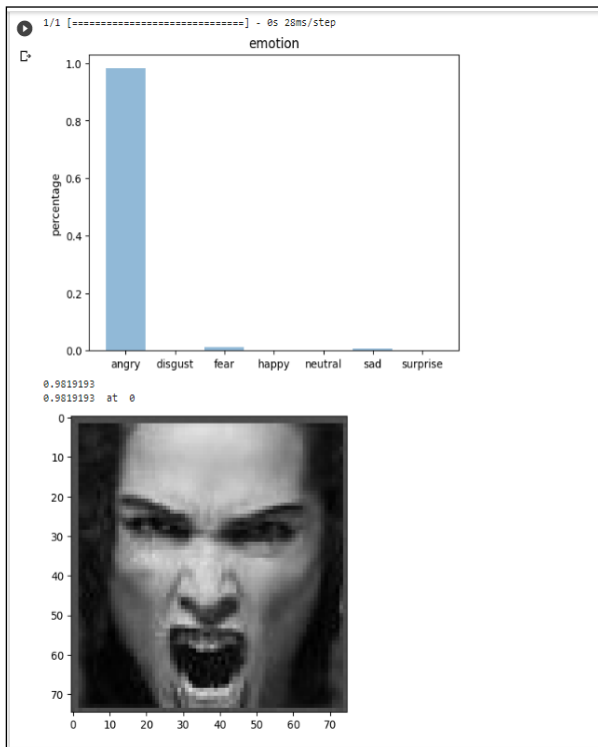 1/1 [==============================] - 0s 28ms/step
emotion
1.0
0.8
0.6
0.4
0.2
0.0
percentage
angry disgust fear happy neutral sad surprise
0.9819193
0.9819193 at 0
0
10
20
30
40
50
60
70
0 10 20 30 40 50 60 70